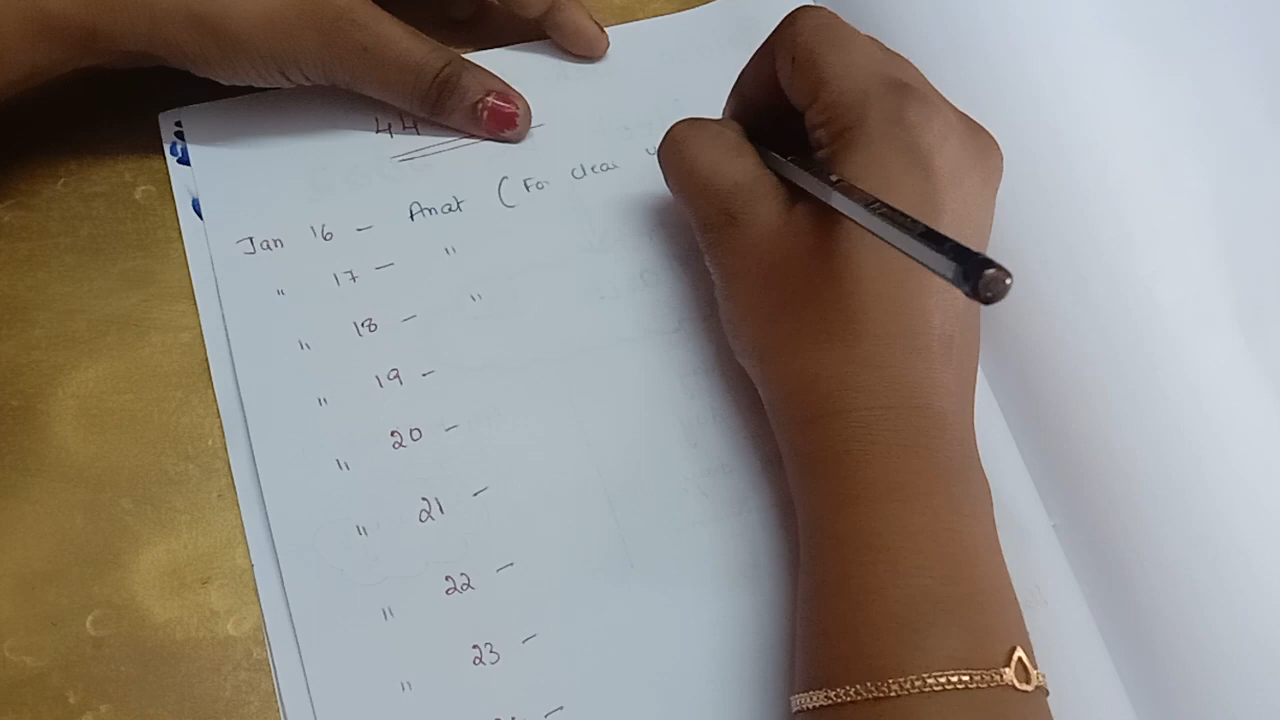 44
Jan 16 - Anat (For clear
" 17 - "
" 18 - "
" 19 -
" 20 -
" 21 -
" 22 -
" 23 -